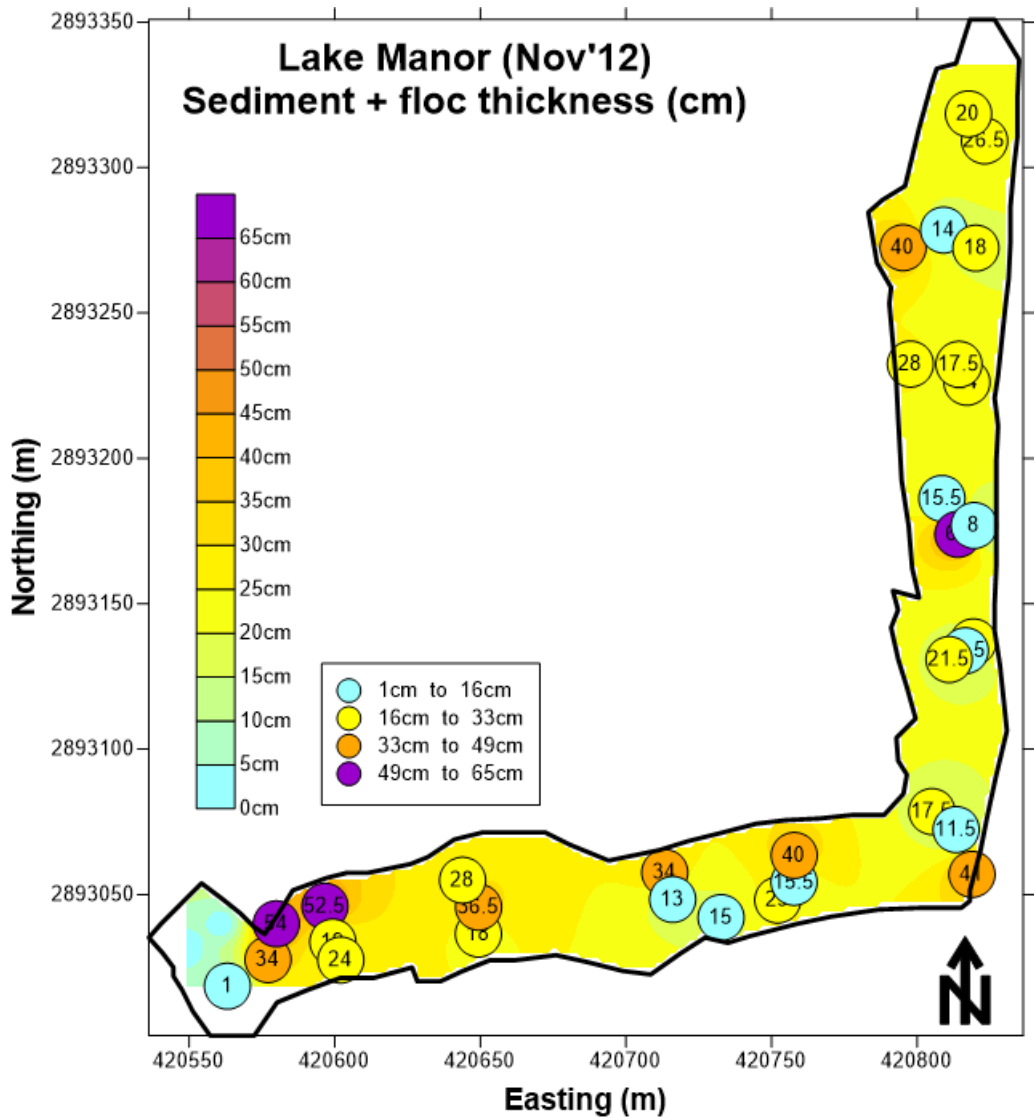 Lake Manor (Nov'12)
Sediment + floc thickness (cm)
2893350
2893300
2893250
2893200
2893150
2893100
2893050
Northing (m)
65cm
60cm
55cm
50cm
45cm
40cm
35cm
30cm
25cm
20cm
15cm
10cm
5cm
0cm
1cm to 16cm
16cm to 33cm
33cm to 49cm
49cm to 65cm
20
26.5
14
40
18
28
17.5
15.5
8
21.5
17.5
11.5
40
34
15.5
13
15
28
36.5
18
52.5
54
34
24
1
N
420550
420600
420650
420700
420750
420800
Easting (m)